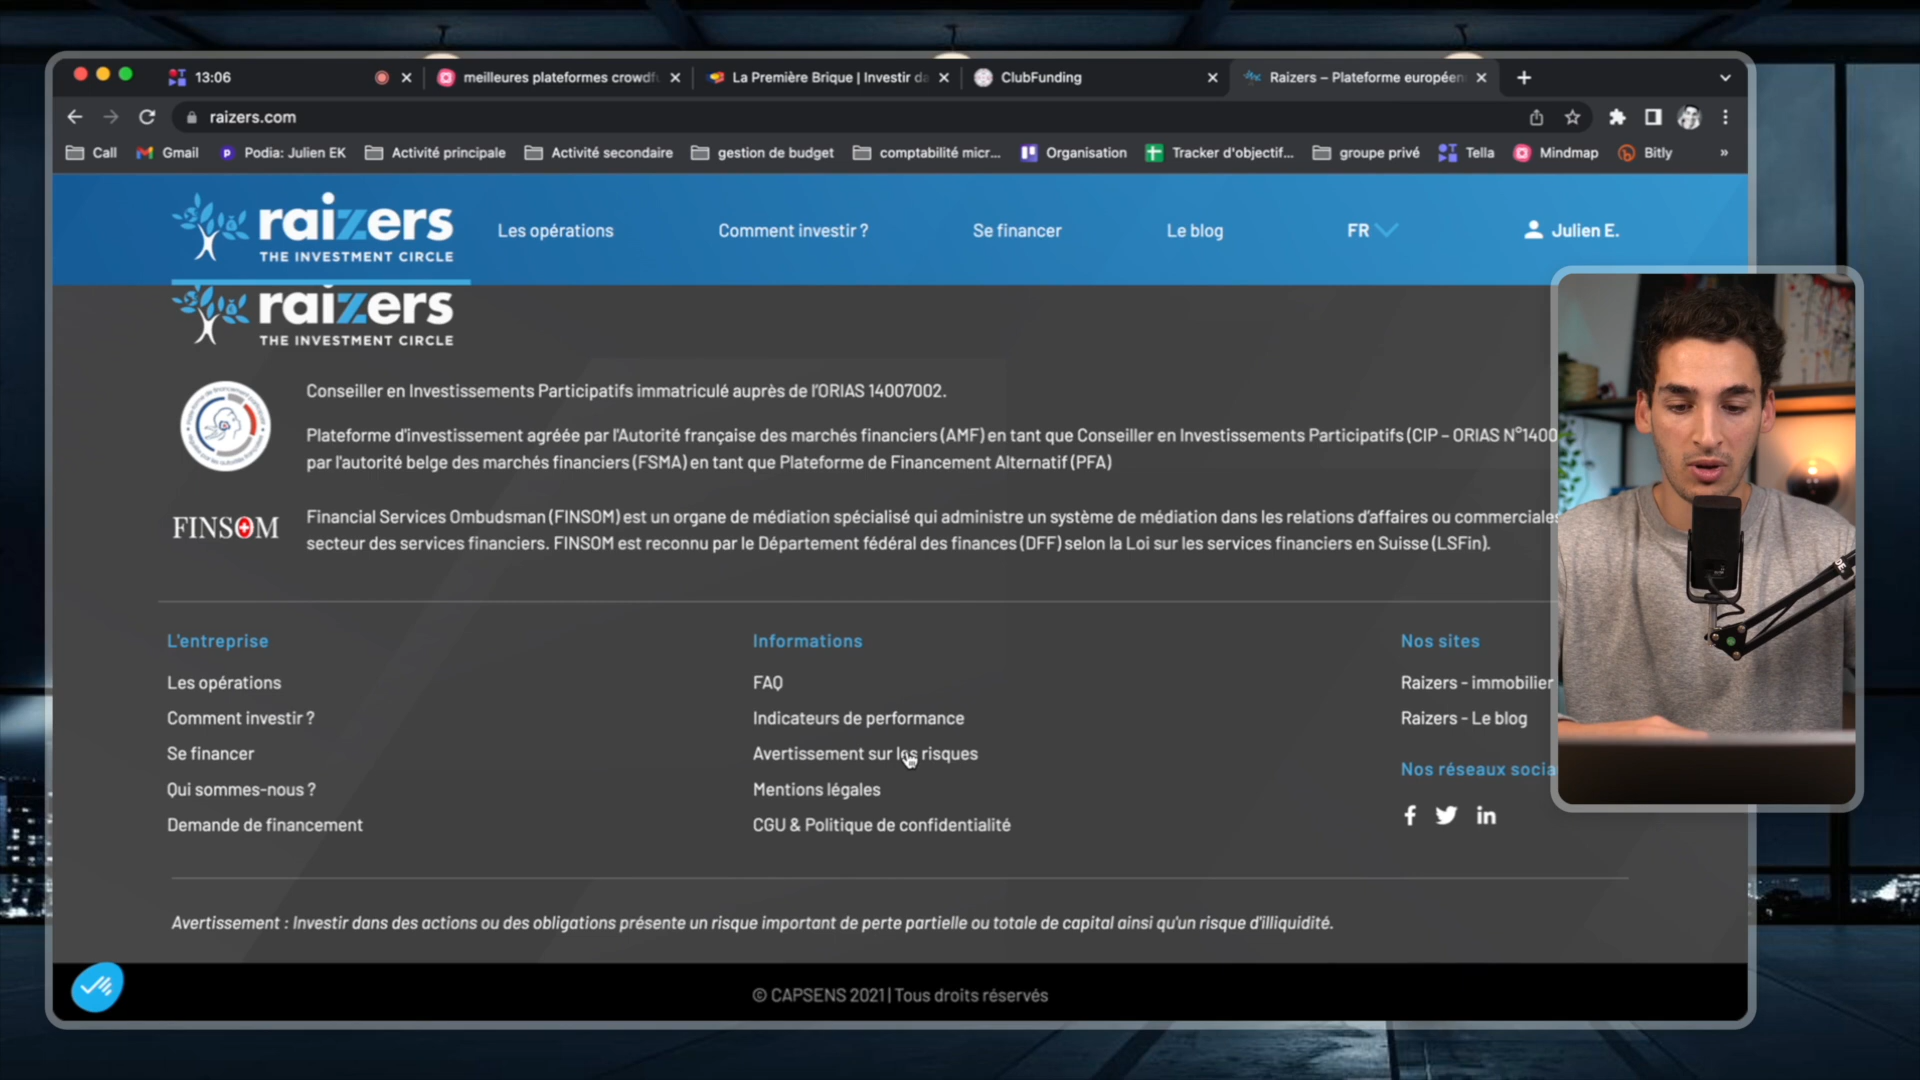 13:06
meilleures plateformes crowdf
La Première Brique | Investir da
ClubFunding
Raizers – Plateforme européen
raizers.com
Call
Gmail
Podia: Julien EK
Activité principale
Activité secondaire
gestion de budget
comptabilité micr...
Organisation
Tracker d'objectif...
groupe privé
Tella
Mindmap
Bitly
»
raizers
THE INVESTMENT CIRCLE
Les opérations
Comment investir ?
Se financer
Le blog
FR
Julien E.
raizers
THE INVESTMENT CIRCLE
Conseiller en Investissements Participatifs immatriculé auprès de l'ORIAS 14007002.
Plateforme d'investissement agréée par l'Autorité française des marchés financiers (AMF) en tant que Conseiller en Investissements Participatifs (CIP – ORIAS N°1400
par l'autorité belge des marchés financiers (FSMA) en tant que Plateforme de Financement Alternatif (PFA)
FINSOM
Financial Services Ombudsman (FINSOM) est un organe de médiation spécialisé qui administre un système de médiation dans les relations d'affaires ou commerciales
secteur des services financiers. FINSOM est reconnu par le Département fédéral des finances (DFF) selon la Loi sur les services financiers en Suisse (LSFin).
L'entreprise
Les opérations
Comment investir ?
Se financer
Qui sommes-nous ?
Demande de financement
Informations
FAQ
Indicateurs de performance
Avertissement sur les risques
Mentions légales
CGU & Politique de confidentialité
Nos sites
Raizers - immobilier
Raizers - Le blog
Nos réseaux socia
Avertissement : Investir dans des actions ou des obligations présente un risque important de perte partielle ou totale de capital ainsi qu'un risque d'illiquidité.
© CAPSENS 2021 | Tous droits réservés